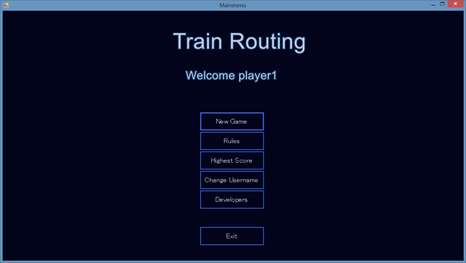 Mainmenu
Train Routing
Welcome player1
New Game
Rules
Highest Score
Change Username
Developers
Exit